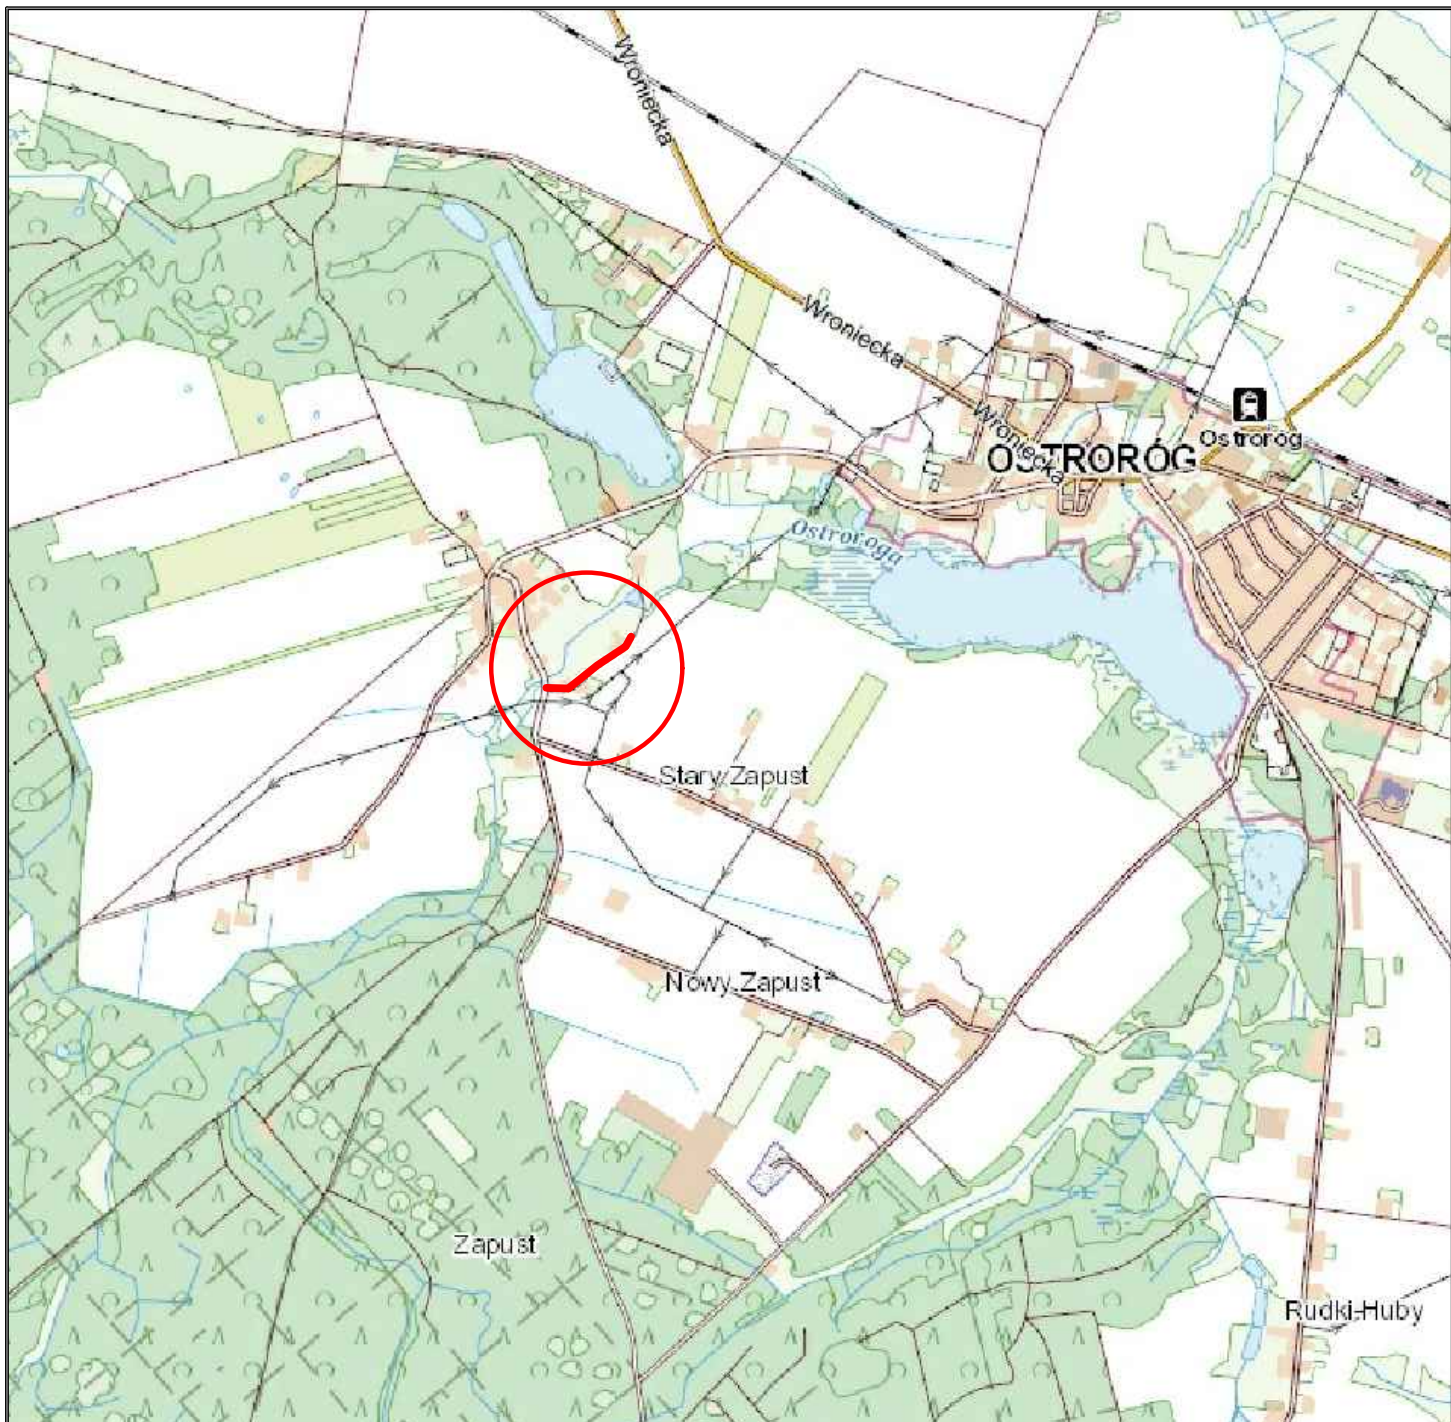 Wroniecka
Wroniecka
Wroniecka
OSTRORÓG
Ostroróg
Ostroroga
Stary Zapust
Nowy Zapust
Zapust
Rudki-Huby